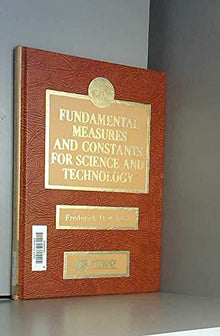 FUNDAMENTAL
MEASURES
AND CONSTANTS
FOR SCIENCE AND
TECHNOLOGY
Frederick D.